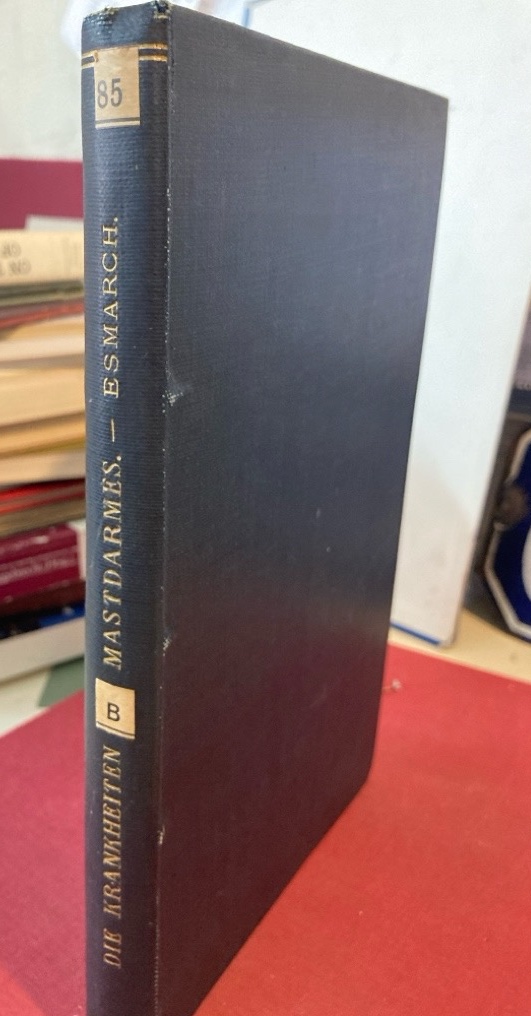 85
DIE KRANKHEITEN B MASTDARMES. — ESMARCH.